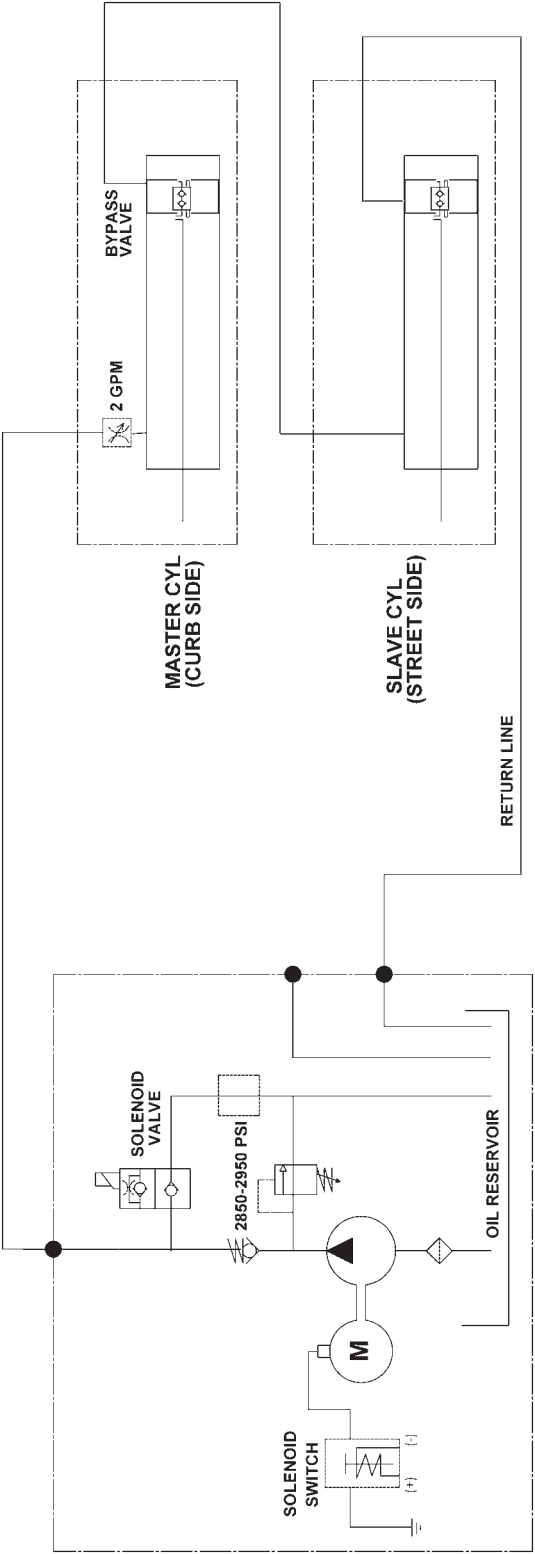 BYPASS
VALVE
2 GPM
MASTER CYL
(CURB SIDE)
SLAVE CYL
(STREET SIDE)
RETURN LINE
SOLENOID
VALVE
2850-2950 PSI
OIL RESERVOIR
M
SOLENOID
SWITCH
(+)
(-)